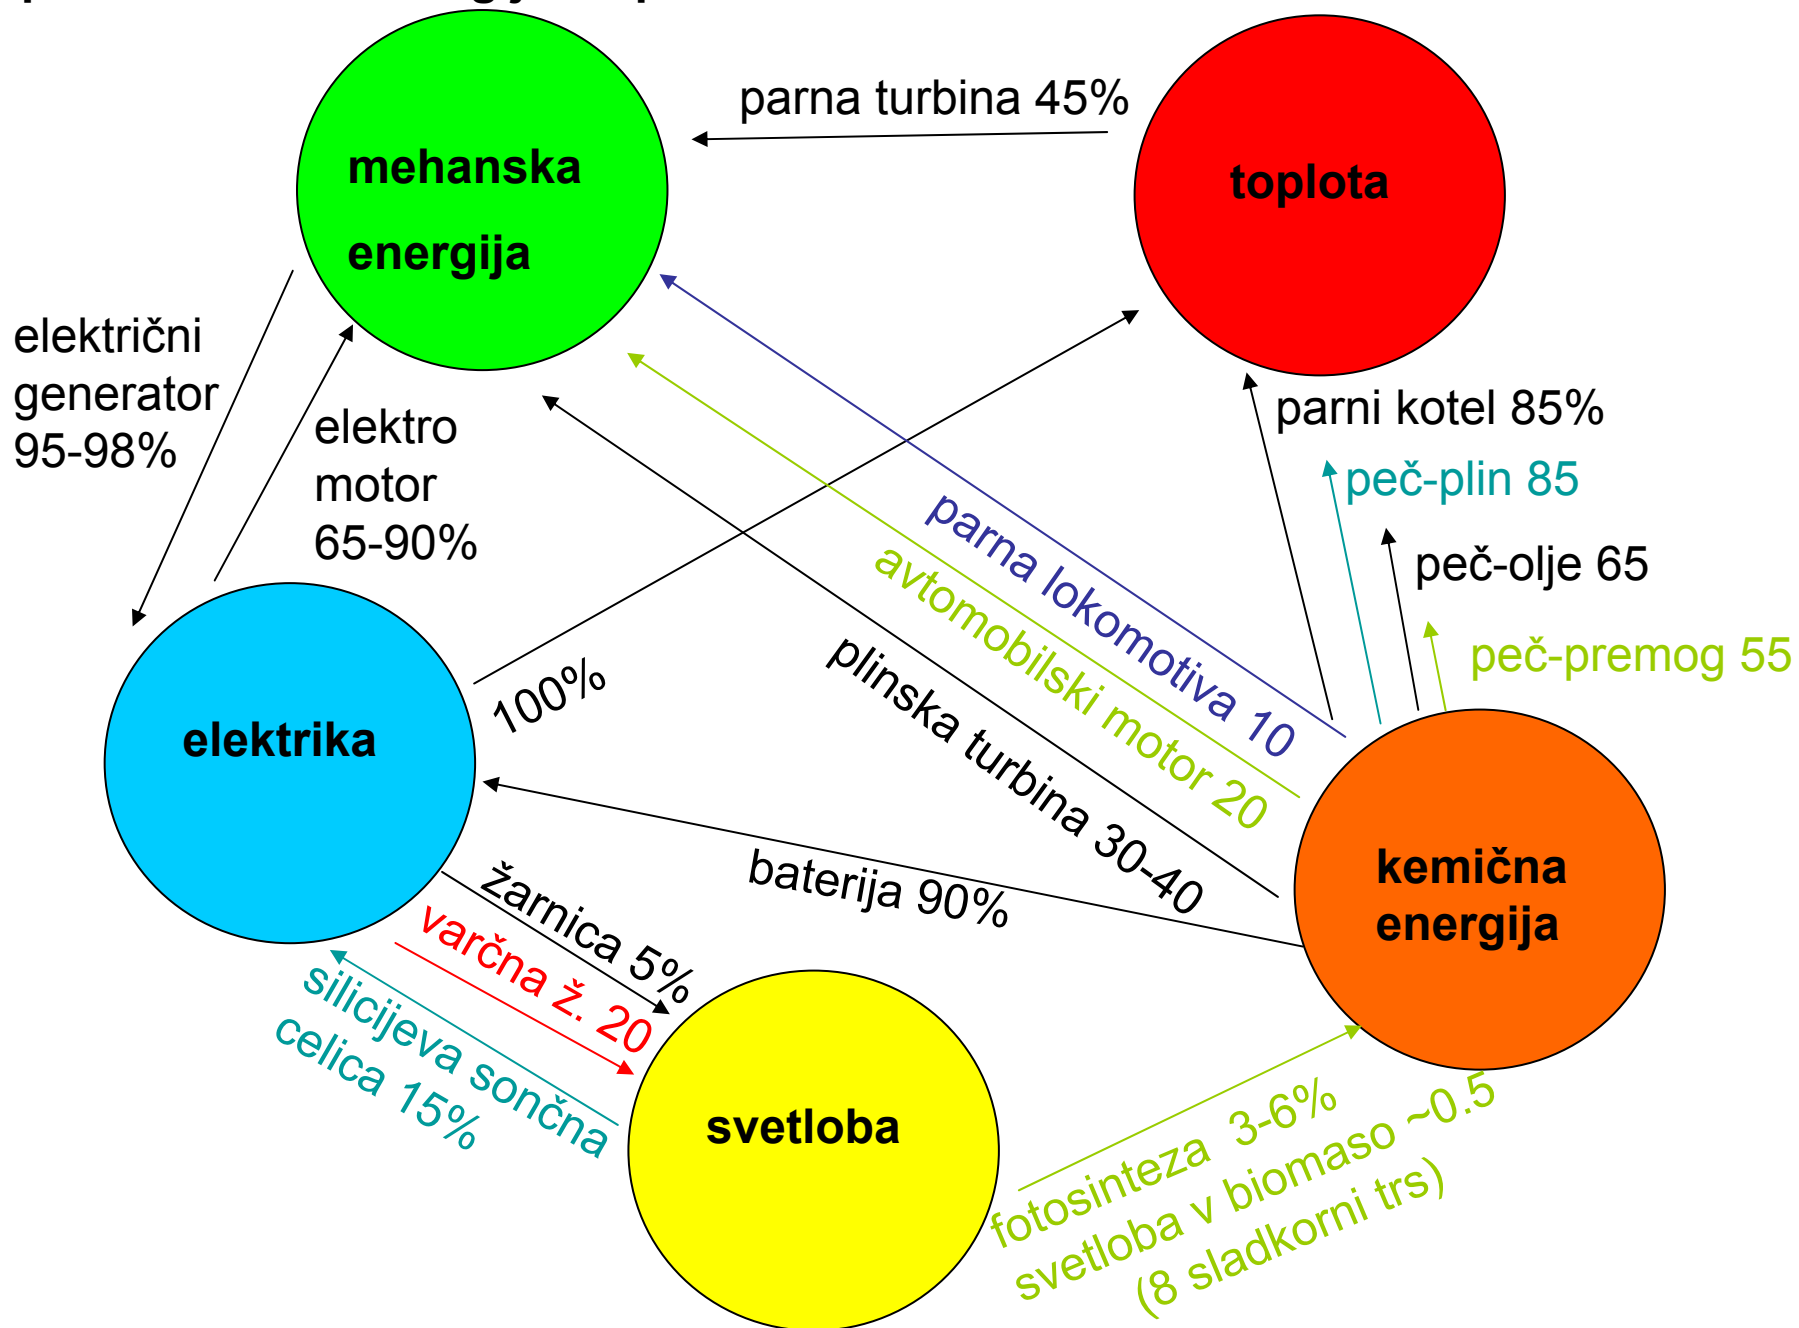 parna turbina 45%
mehanska
energija
toplota
električni
generator
95-98%
elektro
motor
65-90%
parni kotel 85%
peč-plin 85
peč-olje 65
peč-premog 55
parna lokomotiva 10
avtomobilski motor 20
plinska turbina 30-40
100%
elektrika
baterija 90%
kemična
energija
žarnica 5%
varčna ž. 20
silicijeva sončna
celica 15%
svetloba
fotosinteza  3-6%
svetloba v biomaso ~0.5
(8 sladkorni trs)